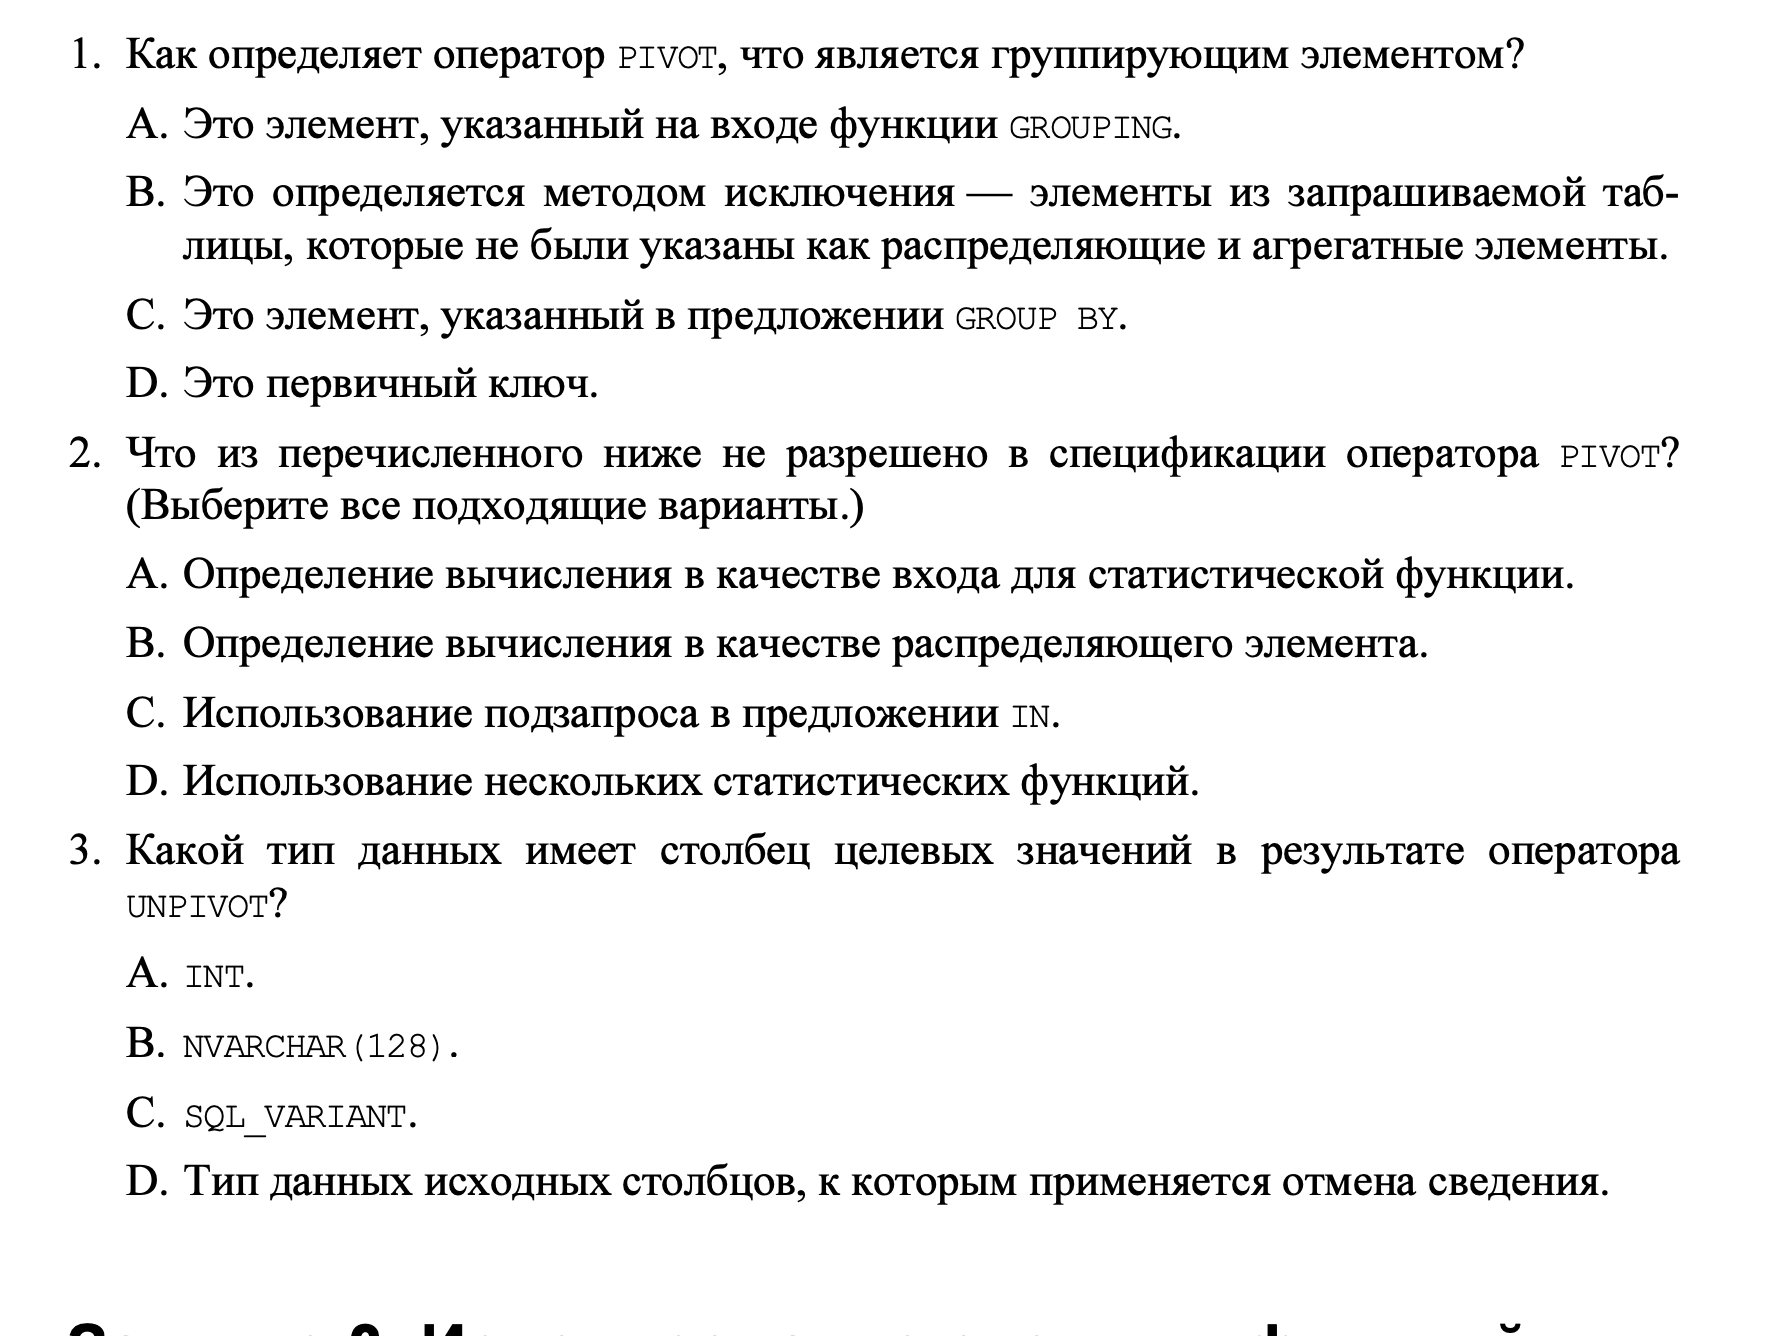 1. Как определяет оператор PIVOT, что является группирующим элементом?
A. Это элемент, указанный на входе функции GROUPING.
B. Это определяется методом исключения — элементы из запрашиваемой таб-
лицы, которые не были указаны как распределяющие и агрегатные элементы.
C. Это элемент, указанный в предложении GROUP BY.
D. Это первичный ключ.
2. Что из перечисленного ниже не разрешено в спецификации оператора PIVOT?
(Выберите все подходящие варианты.)
A. Определение вычисления в качестве входа для статистической функции.
B. Определение вычисления в качестве распределяющего элемента.
C. Использование подзапроса в предложении IN.
D. Использование нескольких статистических функций.
3. Какой тип данных имеет столбец целевых значений в результате оператора
UNPIVOT?
A. INT.
B. NVARCHAR(128).
C. SQL_VARIANT.
D. Тип данных исходных столбцов, к которым применяется отмена сведения.